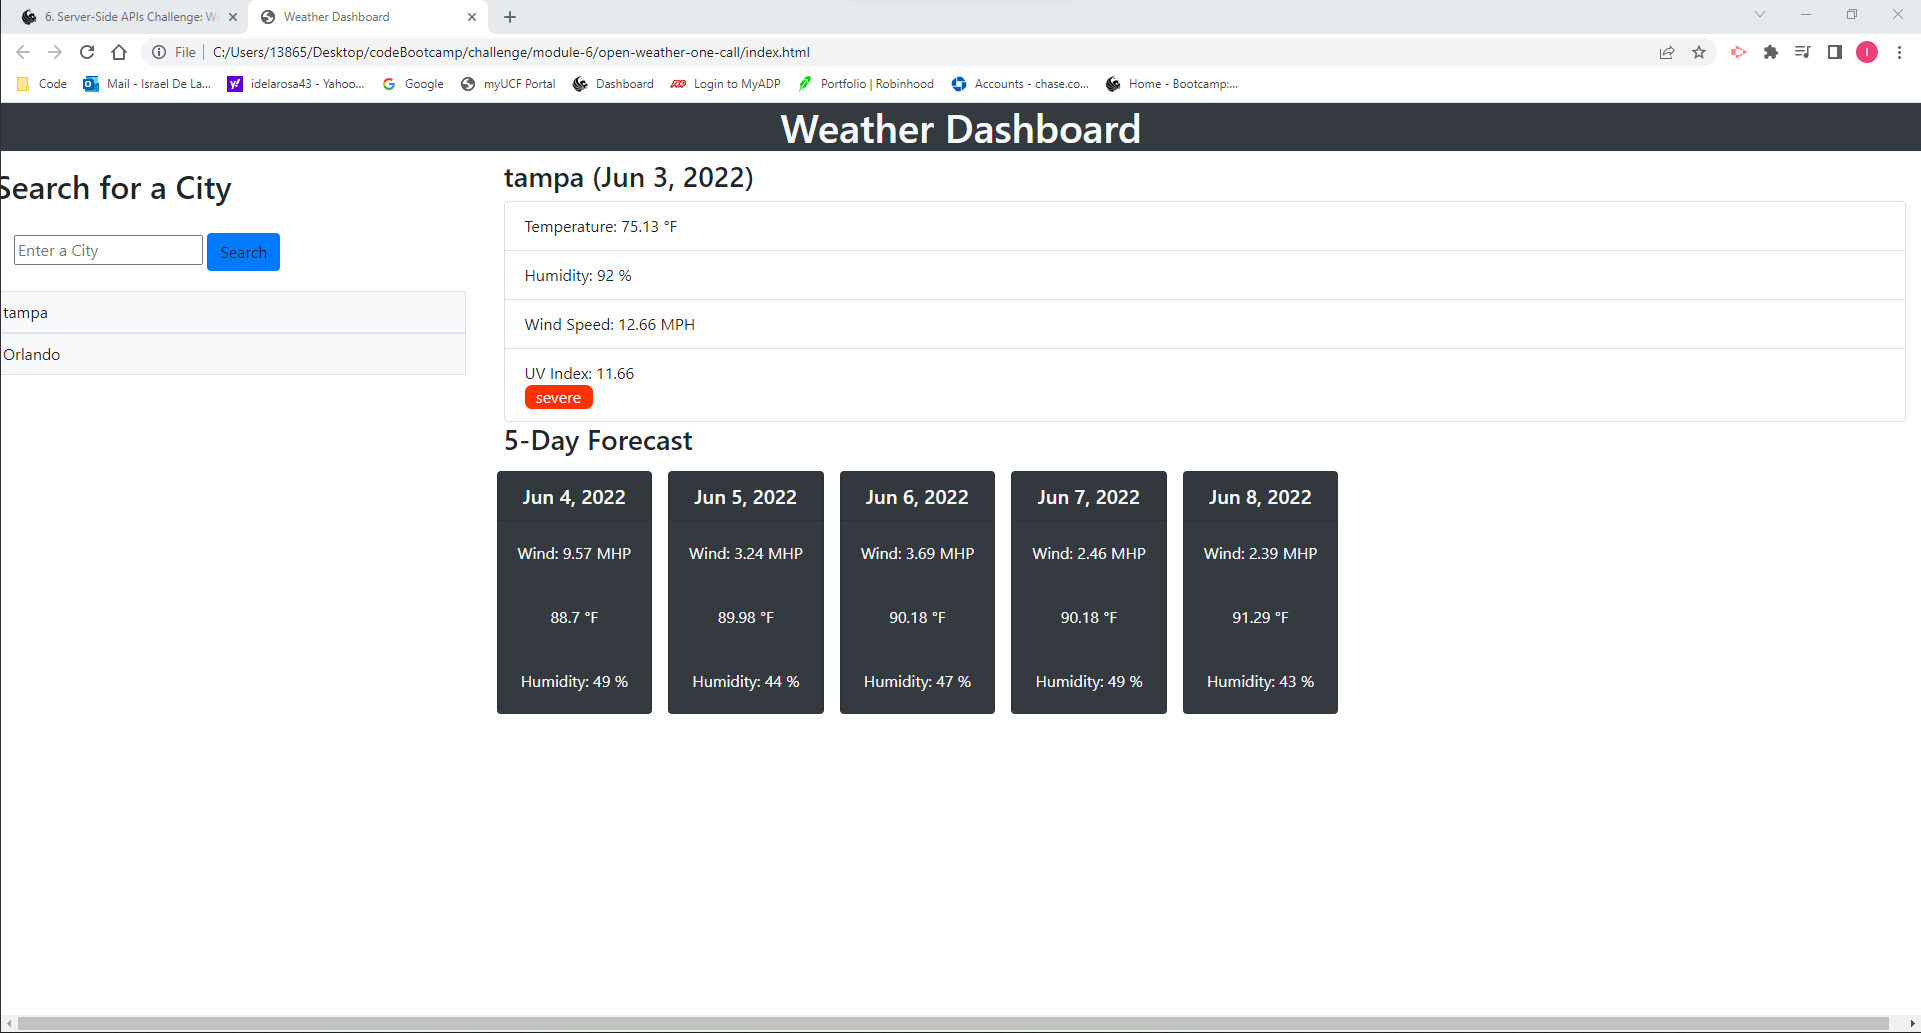 6. Server-Side APIs Challenge: W
Weather Dashboard
File
C:/Users/13865/Desktop/codeBootcamp/challenge/module-6/open-weather-one-call/index.html
I
Code
Mail - Israel De La...
idelarosa43 - Yahoo...
Google
myUCF Portal
Dashboard
Login to MyADP
Portfolio | Robinhood
Accounts - chase.co...
Home - Bootcamp:...
Weather Dashboard
Search for a City
Enter a City
Search
tampa
Orlando
tampa (Jun 3, 2022)
Temperature: 75.13 °F
Humidity: 92 %
Wind Speed: 12.66 MPH
UV Index: 11.66
severe
5-Day Forecast
Jun 4, 2022
Wind: 9.57 MHP
88.7 °F
Humidity: 49 %
Jun 5, 2022
Wind: 3.24 MHP
89.98 °F
Humidity: 44 %
Jun 6, 2022
Wind: 3.69 MHP
90.18 °F
Humidity: 47 %
Jun 7, 2022
Wind: 2.46 MHP
90.18 °F
Humidity: 49 %
Jun 8, 2022
Wind: 2.39 MHP
91.29 °F
Humidity: 43 %